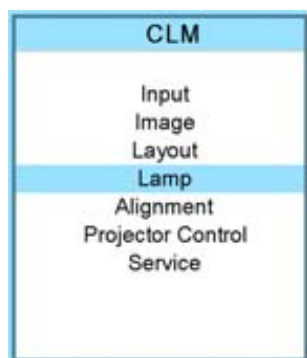 CLM
Input
Image
Layout
Lamp
Alignment
Projector Control
Service